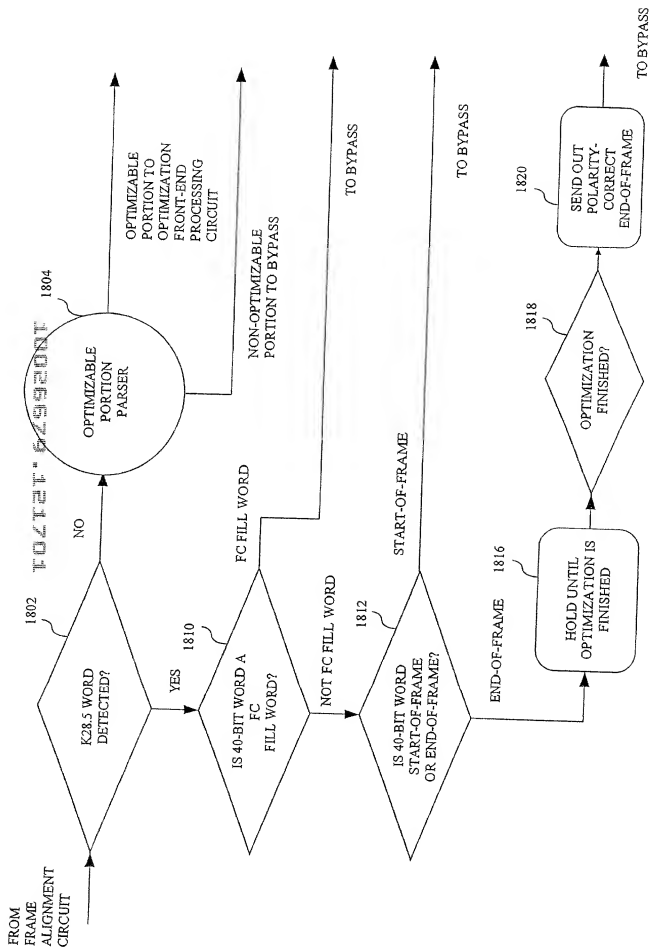 FROM
FRAME
ALIGNMENT
CIRCUIT
1802
K28.5 WORD
DETECTED?
NO
YES
1804
OPTIMIZABLE
PORTION
PARSER
OPTIMIZABLE
PORTION TO
OPTIMIZATION
FRONT-END
PROCESSING
CIRCUIT
NON-OPTIMIZABLE
PORTION TO BYPASS
1810
IS 40-BIT WORD A
FC
FILL WORD?
FC FILL WORD
TO BYPASS
NOT FC FILL WORD
1812
IS 40-BIT WORD
START-OF-FRAME
OR END-OF-FRAME?
START-OF-FRAME
TO BYPASS
END-OF-FRAME
1816
HOLD UNTIL
OPTIMIZATION IS
FINISHED
1818
OPTIMIZATION
FINISHED?
1820
SEND OUT
POLARITY-
CORRECT
END-OF-FRAME
TO BYPASS
10026679.121701